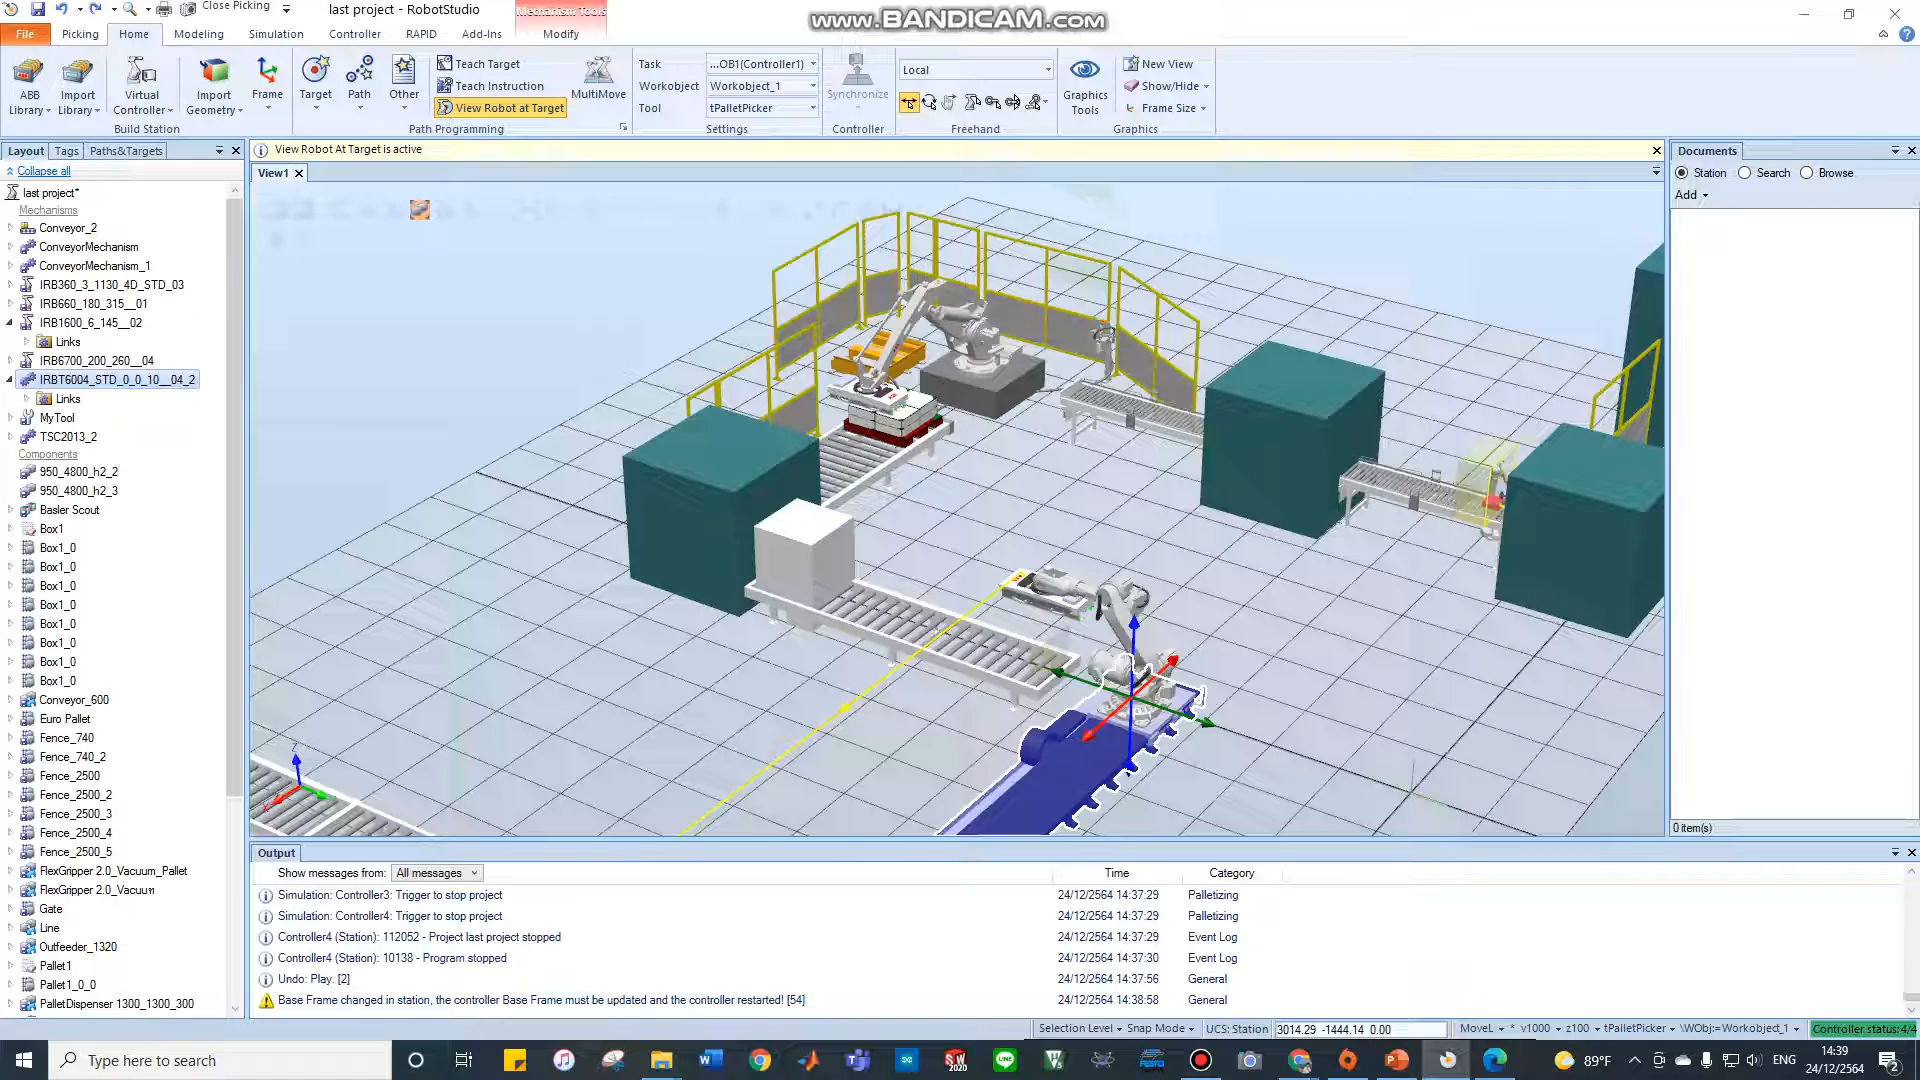 Close Picking
last project - RobotStudio
Mechanism Tools
www.BANDICAM.com
File
Picking
Home
Modeling
Simulation
Controller
RAPID
Add-Ins
Modify
ABB Library
Import Library
Virtual Controller
Import Geometry
Frame
Build Station
Target
Path
Other
Teach Target
Teach Instruction
View Robot at Target
MultiMove
Path Programming
Task
...OB1(Controller1)
Workobject
Workobject_1
Tool
tPalletPicker
Settings
Synchronize
Controller
Local
Freehand
Graphics Tools
New View
Show/Hide
Frame Size
Graphics
Layout
Tags
Paths&Targets
Collapse all
last project*
Mechanisms
Conveyor_2
ConveyorMechanism
ConveyorMechanism_1
IRB360_3_1130_4D_STD_03
IRB660_180_315__01
IRB1600_6_145__02
Links
IRB6700_200_260__04
IRBT6004_STD_0_0_10__04_2
Links
MyTool
TSC2013_2
Components
950_4800_h2_2
950_4800_h2_3
Basler Scout
Box1
Box1_0
Box1_0
Box1_0
Box1_0
Box1_0
Box1_0
Box1_0
Box1_0
Conveyor_600
Euro Pallet
Fence_740
Fence_740_2
Fence_2500
Fence_2500_2
Fence_2500_3
Fence_2500_4
Fence_2500_5
FlexGripper 2.0_Vacuum_Pallet
Gate
Line
Outfeeder_1320
Pallet1
Pallet1_0_0
PalletDispenser 1300_1300_300
View Robot At Target is active
View1
Documents
Station
Search
Browse
Add
0 item(s)
Output
Show messages from:
All messages
Time
Category
Simulation: Controller3: Trigger to stop project
24/12/2564 14:37:29
Palletizing
Simulation: Controller4: Trigger to stop project
24/12/2564 14:37:29
Palletizing
Controller4 (Station): 112052 - Project last project stopped
24/12/2564 14:37:29
Event Log
Controller4 (Station): 10138 - Program stopped
24/12/2564 14:37:30
Event Log
Undo: Play. [2]
24/12/2564 14:37:56
General
Base Frame changed in station, the controller Base Frame must be updated and the controller restarted! [54]
24/12/2564 14:38:58
General
Selection Level
Snap Mode
UCS: Station
3014.29 -1444.14 0.00
MoveL
* v1000
z100
tPalletPicker
\WObj:=Workobject_1
Controller status: 4/4
Type here to search
89°F
ENG
14:39
24/12/2564
2